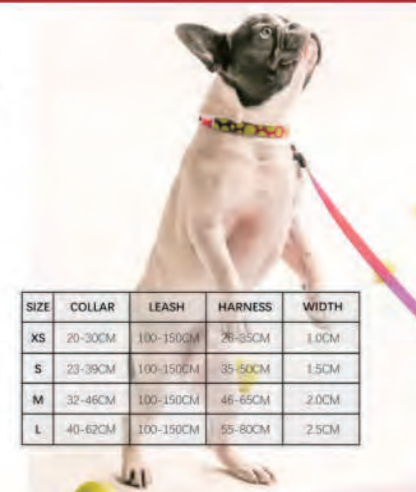 SIZE COLLAR LEASH HARNESS WIDTH
XS 20-30CM 100-150CM 26-35CM 1.0CM
S 23-39CM 100-150CM 35-50CM 1.5CM
M 32-46CM 100-150CM 46-65CM 2.0CM
L 40-62CM 100-150CM 55-80CM 2.5CM